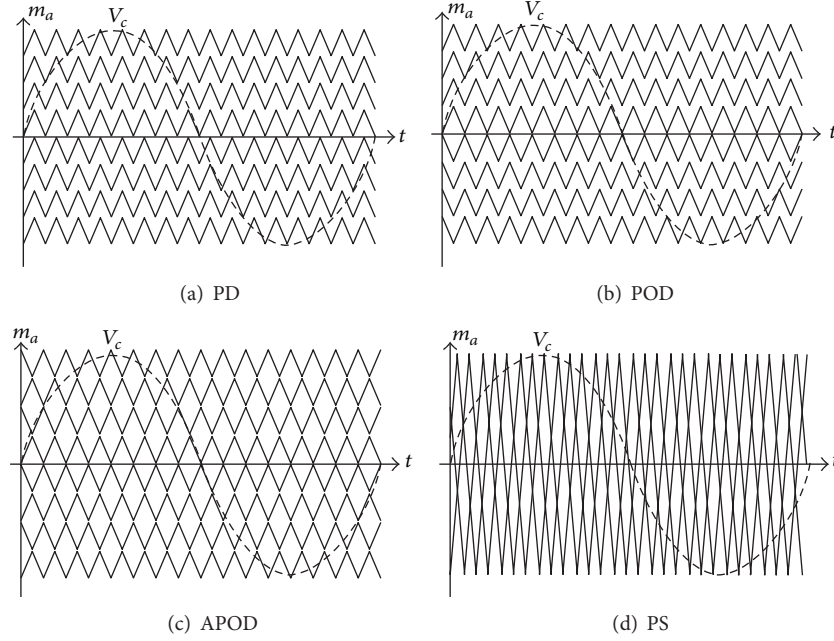 m_a
V_c
t
(a) PD
m_a
V_c
t
(b) POD
m_a
V_c
t
(c) APOD
m_a
V_c
t
(d) PS